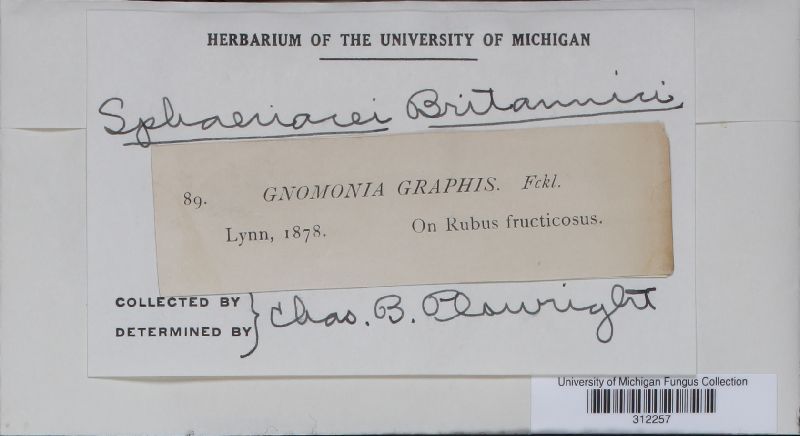 HERBARIUM OF THE UNIVERSITY OF MICHIGAN
Sphaeriacei Britannici
89. GNOMONIA GRAPHIS. Fckl.
Lynn, 1878. On Rubus fructicosus.
COLLECTED BY
DETERMINED BY } Chas. B. Plowright
University of Michigan Fungus Collection
312257